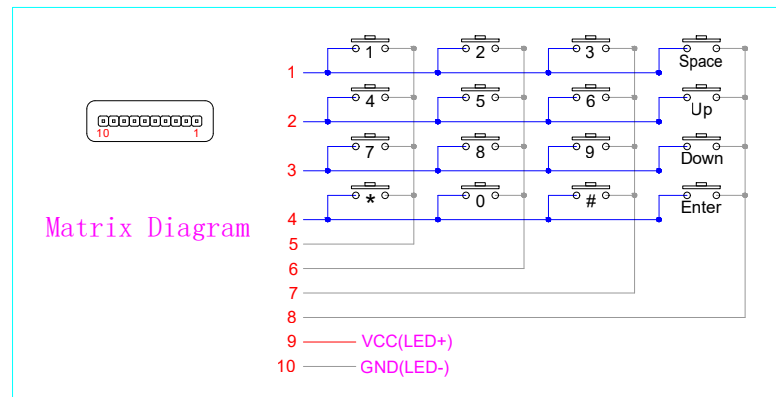 1 2 3 Space
1
4 5 6 Up
2
7 8 9 Down
3
* 0 #  Enter
4
5
6
7
8
9 VCC(LED+)
10 GND(LED-)
10 1
Matrix Diagram